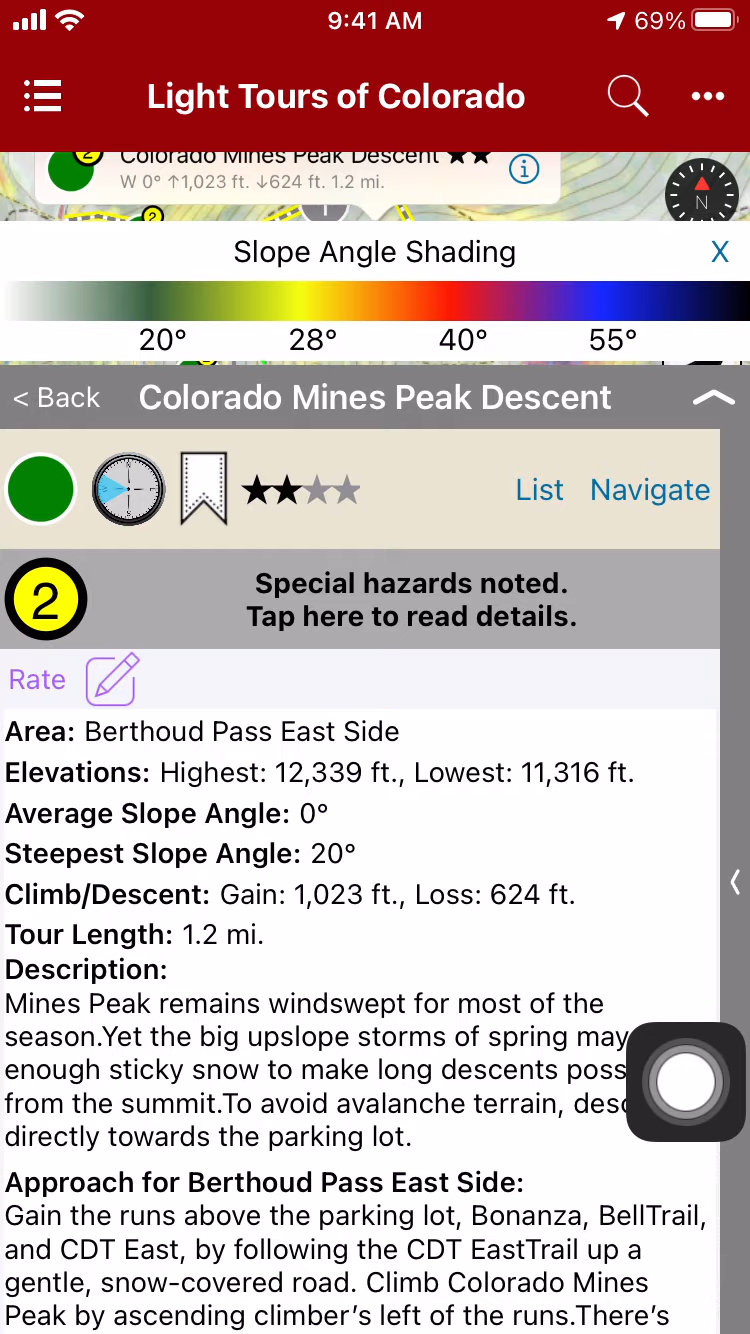 9:41 AM
69%
Light Tours of Colorado
2
Colorado Mines Peak Descent ★★
W 0° ↑1,023 ft. ↓624 ft. 1.2 mi.
N
2
Slope Angle Shading
X
20° 28° 40° 55°
< Back
Colorado Mines Peak Descent
List Navigate
2
Special hazards noted.
Tap here to read details.
Rate
Area: Berthoud Pass East Side
Elevations: Highest: 12,339 ft., Lowest: 11,316 ft.
Average Slope Angle: 0°
Steepest Slope Angle: 20°
Climb/Descent: Gain: 1,023 ft., Loss: 624 ft.
Tour Length: 1.2 mi.
Description:
Mines Peak remains windswept for most of the
season.Yet the big upslope storms of spring may
enough sticky snow to make long descents poss
from the summit.To avoid avalanche terrain, desc
directly towards the parking lot.
Approach for Berthoud Pass East Side:
Gain the runs above the parking lot, Bonanza, BellTrail,
and CDT East, by following the CDT EastTrail up a
gentle, snow-covered road. Climb Colorado Mines
Peak by ascending climber's left of the runs.There's